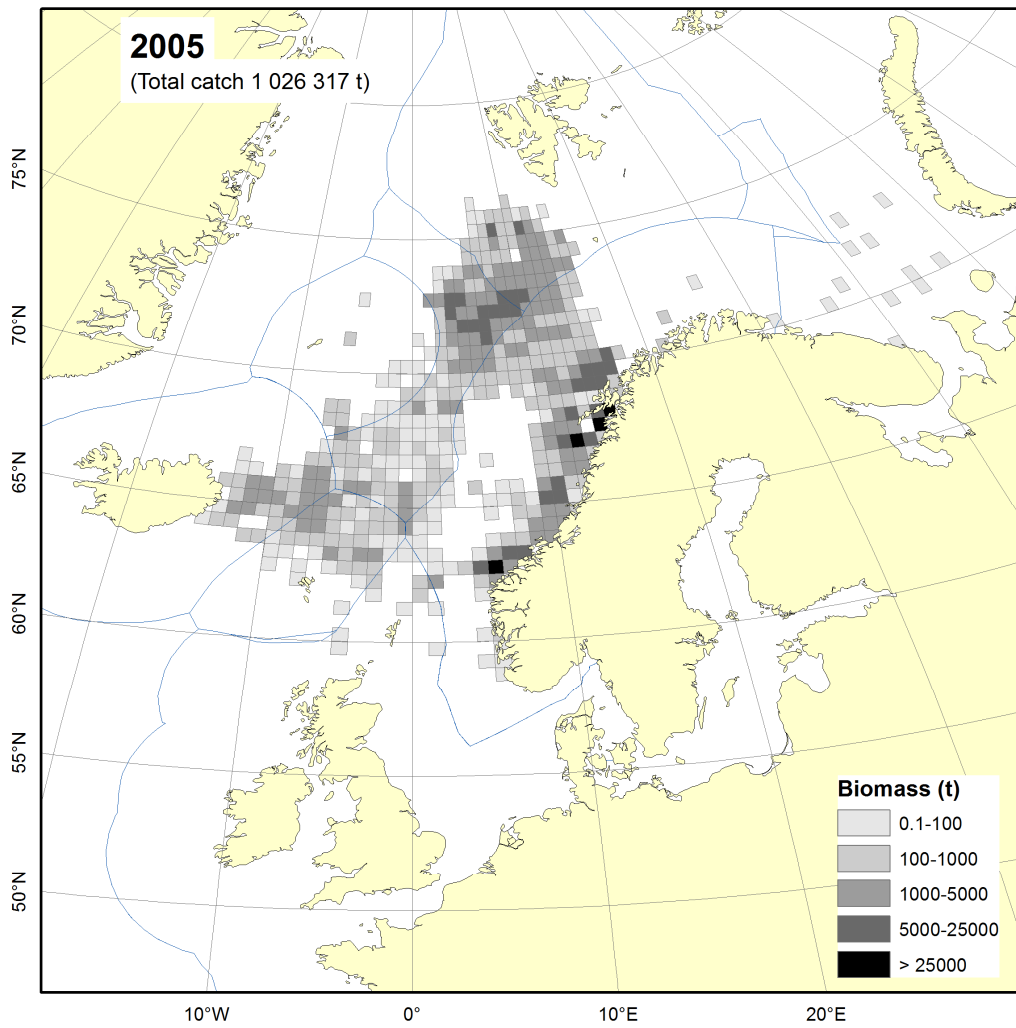 2005
(Total catch 1 026 317 t)
75°N
70°N
65°N
60°N
55°N
50°N
Biomass (t)
0.1-100
100-1000
1000-5000
5000-25000
> 25000
10°W
0°
10°E
20°E